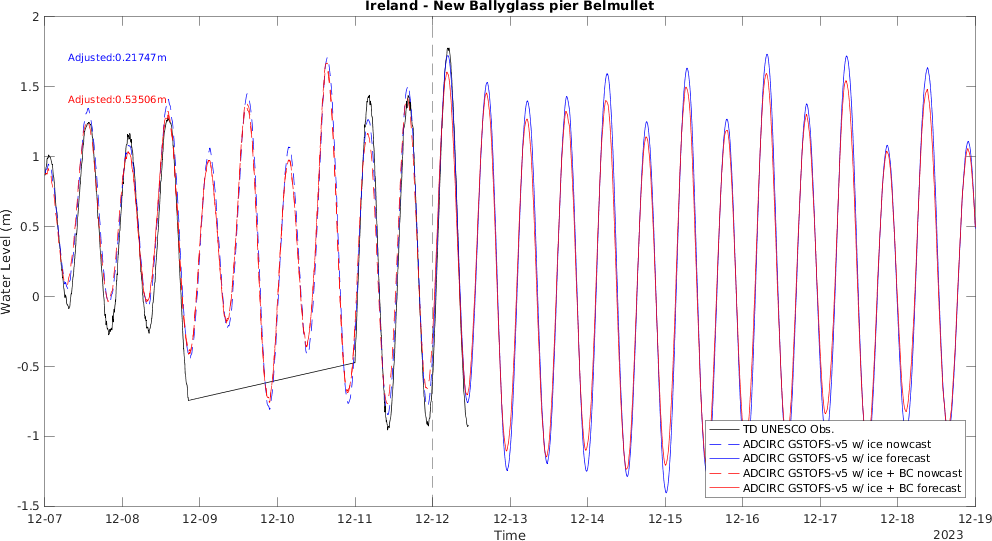 Ireland - New Ballyglass pier Belmullet
2
1.5
1
0.5
0
-0.5
-1
-1.5
Water Level (m)
Adjusted:0.21747m
Adjusted:0.53506m
TD UNESCO Obs.
ADCIRC GSTOFS-v5 w/ ice nowcast
ADCIRC GSTOFS-v5 w/ ice forecast
ADCIRC GSTOFS-v5 w/ ice + BC nowcast
ADCIRC GSTOFS-v5 w/ ice + BC forecast
12-07 12-08 12-09 12-10 12-11 12-12 12-13 12-14 12-15 12-16 12-17 12-18 12-19
Time
2023